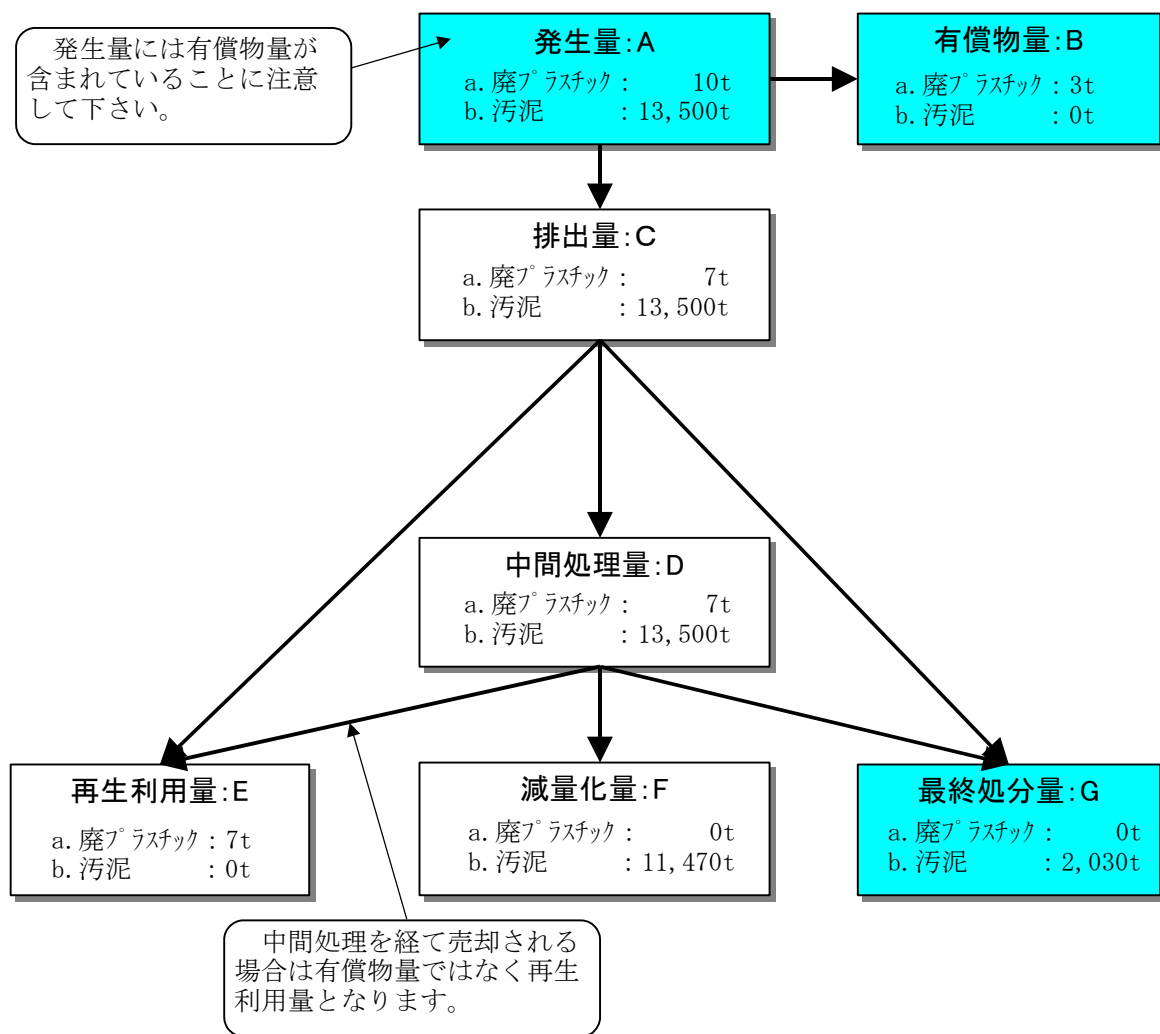 発生量には有償物量が
含まれていることに注意
して下さい。
発生量:A
a.廃プラスチック: 10t
b.汚泥 :13,500t
有償物量:B
a.廃プラスチック:3t
b.汚泥 :0t
排出量:C
a.廃プラスチック: 7t
b.汚泥 :13,500t
中間処理量:D
a.廃プラスチック: 7t
b.汚泥 :13,500t
再生利用量:E
a.廃プラスチック:7t
b.汚泥 :0t
減量化量:F
a.廃プラスチック: 0t
b.汚泥 :11,470t
最終処分量:G
a.廃プラスチック: 0t
b.汚泥 :2,030t
中間処理を経て売却される
場合は有償物量ではなく再生
利用量となります。